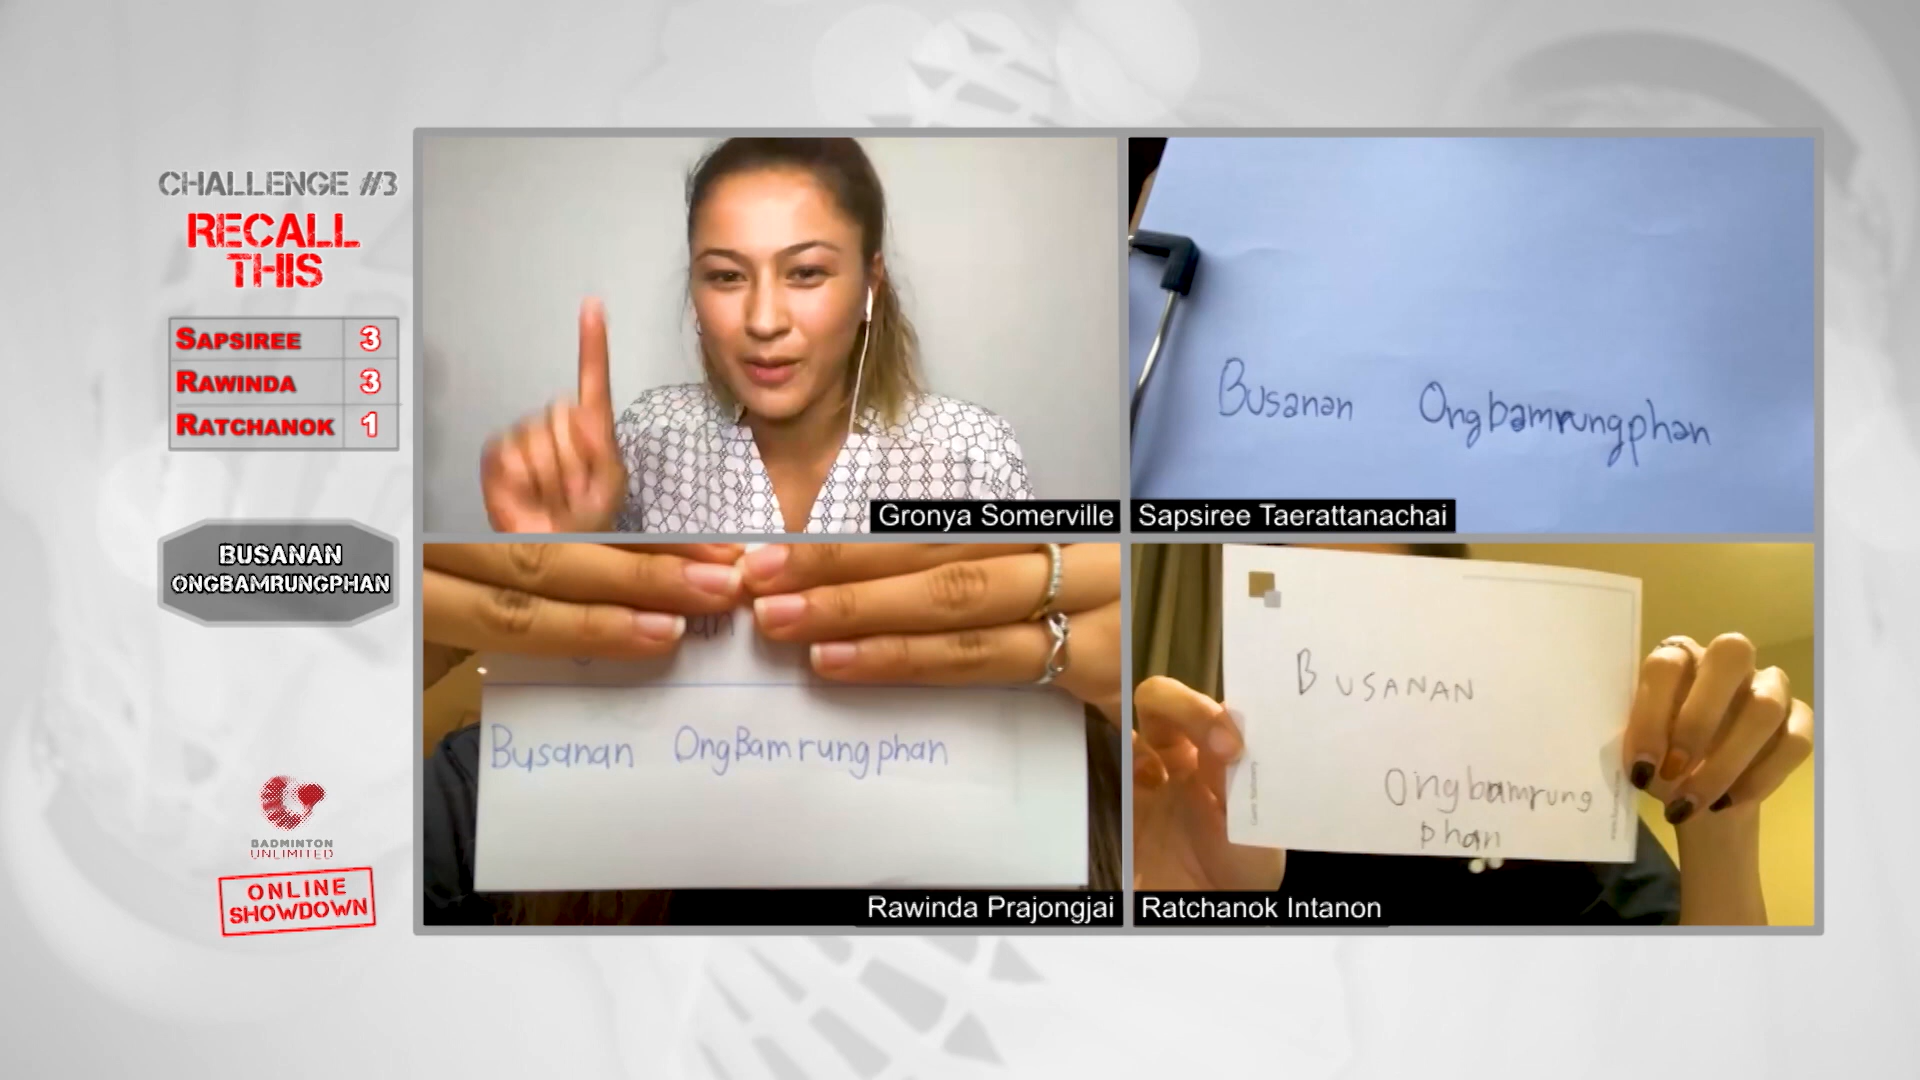 CHALLENGE #3
RECALL
THIS
SAPSIREE 3
RAWINDA 3
RATCHANOK 1
BUSANAN
ONGBAMRUNGPHAN
BADMINTON
UNLIMITED
ONLINE
SHOWDOWN
Gronya Somerville
Busanan Ongbamrungphan
Sapsiree Taerattanachai
an
Busanan OngBamrungphan
Rawinda Prajongjai
BUSANAN
Ongbamrung
phan
Ratchanok Intanon